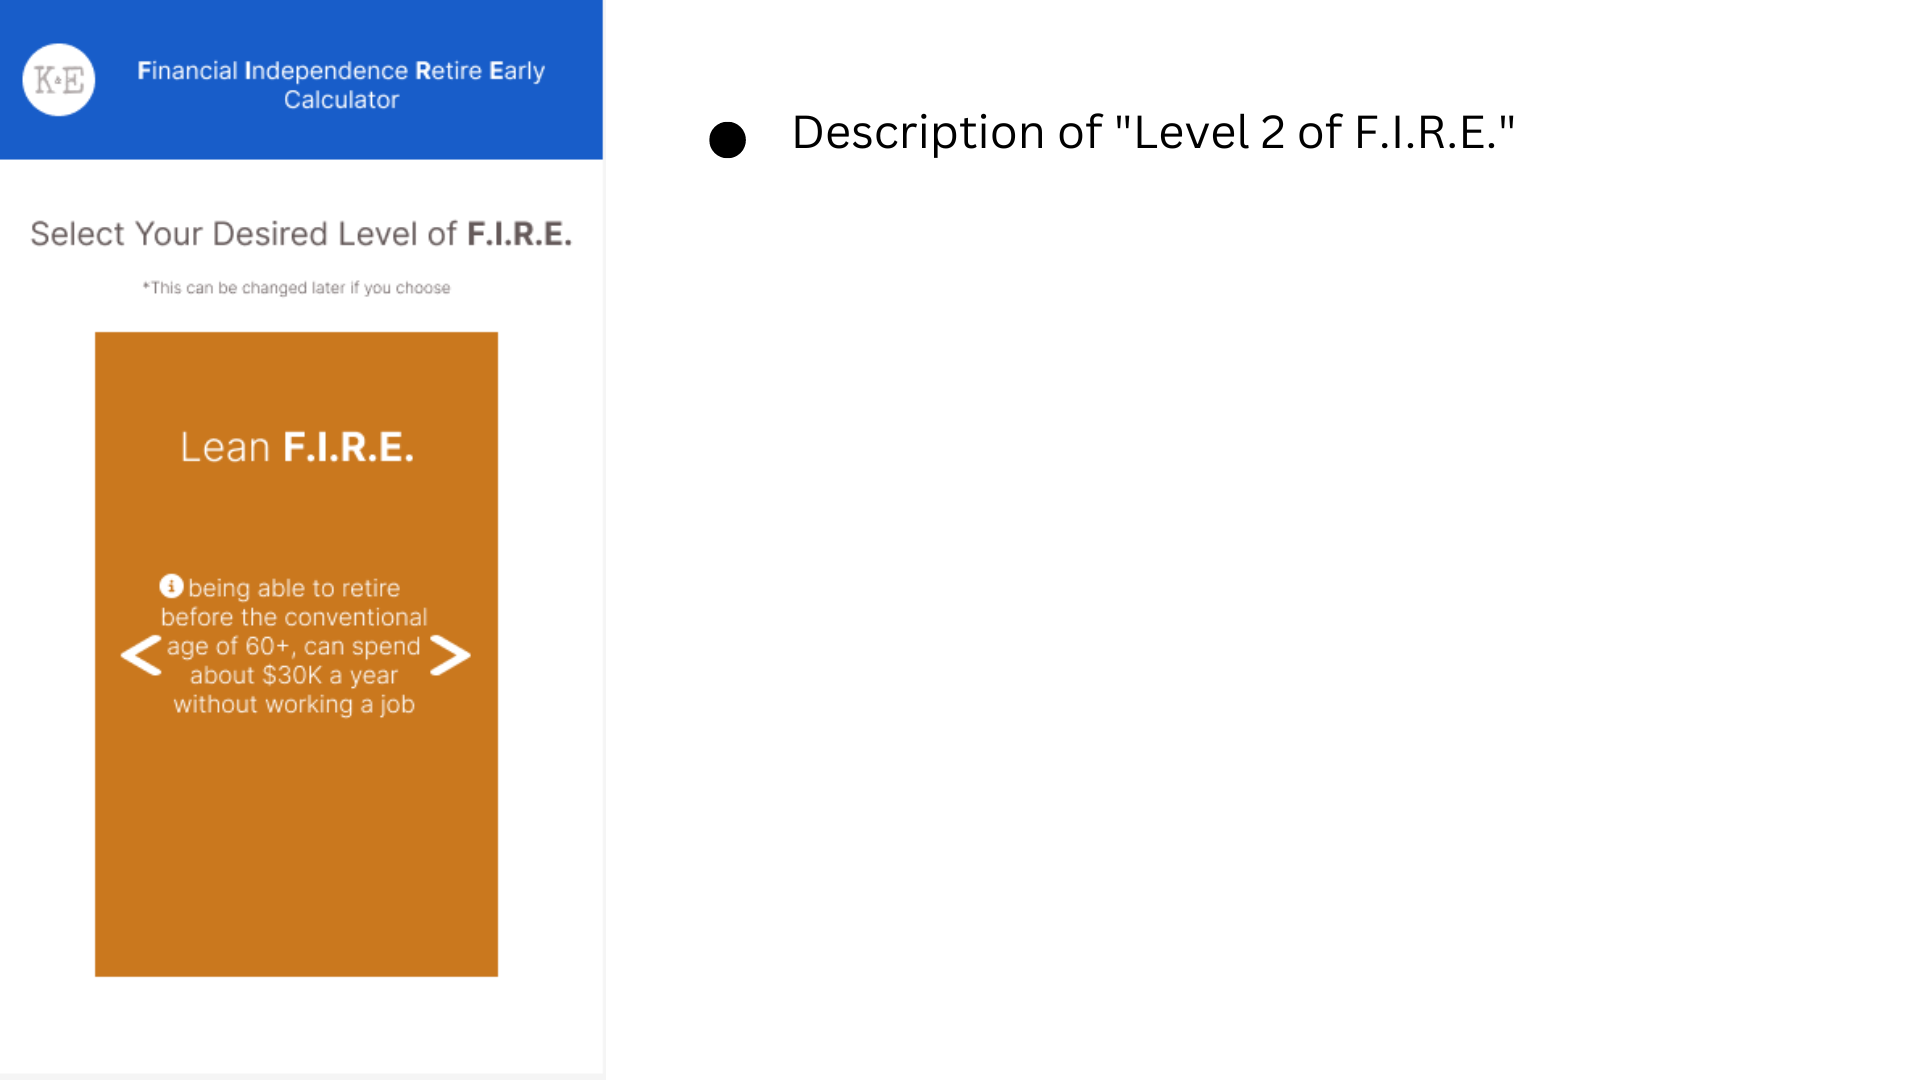 K&E
Financial Independence Retire Early
Calculator
Select Your Desired Level of F.I.R.E.
*This can be changed later if you choose
Lean F.I.R.E.
being able to retire
before the conventional
age of 60+, can spend
about $30K a year
without working a job
Description of "Level 2 of F.I.R.E."